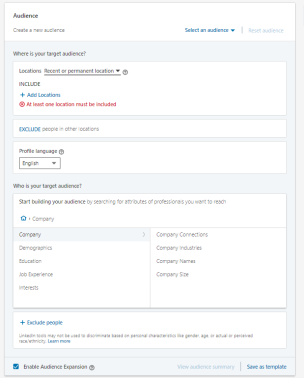 Audience
Create a new audience
Select an audience
Reset audience
Where is your target audience?
Locations Recent or permanent location
INCLUDE
+ Add Locations
At least one location must be included
EXCLUDE people in other locations
Profile language
English
Who is your target audience?
Start building your audience by searching for attributes of professionals you want to reach
› Company
Company
Demographics
Education
Job Experience
Interests
Company Connections
Company Industries
Company Names
Company Size
+ Exclude people
LinkedIn tools may not be used to discriminate based on personal characteristics like gender, age, or actual or perceived
race/ethnicity. Learn more
Enable Audience Expansion
View audience summary
Save as template